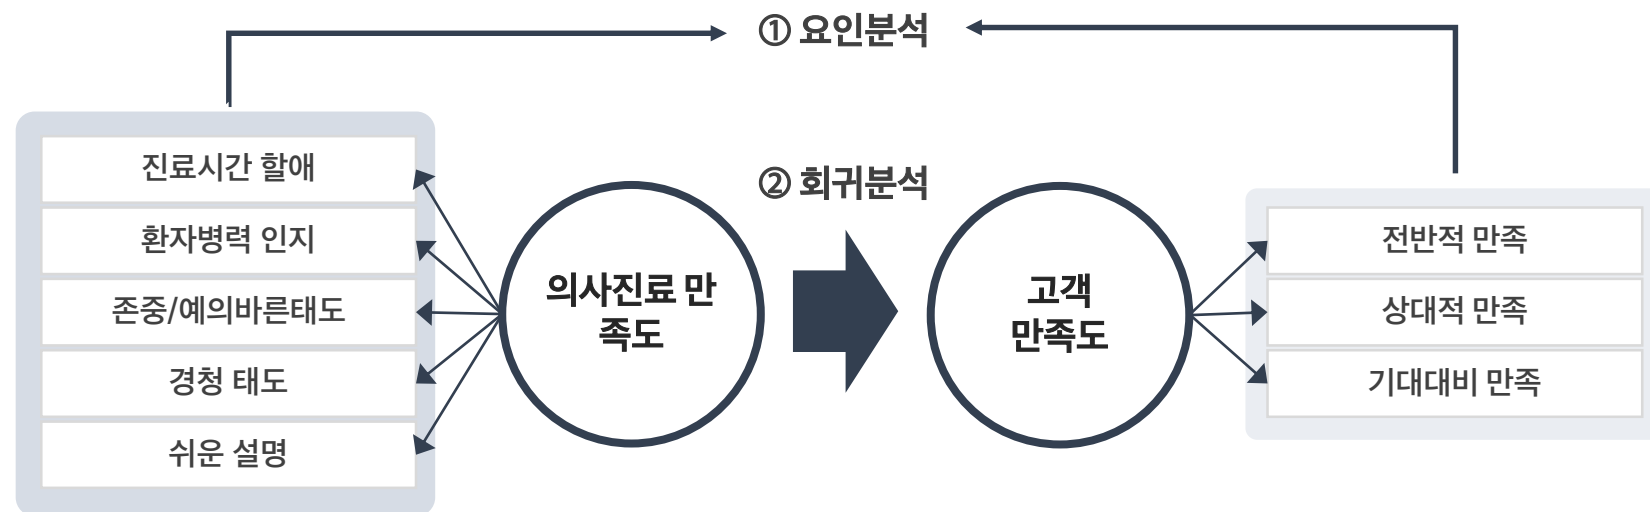 ① 요인분석
진료시간 할애
환자병력 인지
존중/예의바른태도
경청 태도
쉬운 설명
의사진료 만
족도
② 회귀분석
고객
만족도
전반적 만족
상대적 만족
기대대비 만족